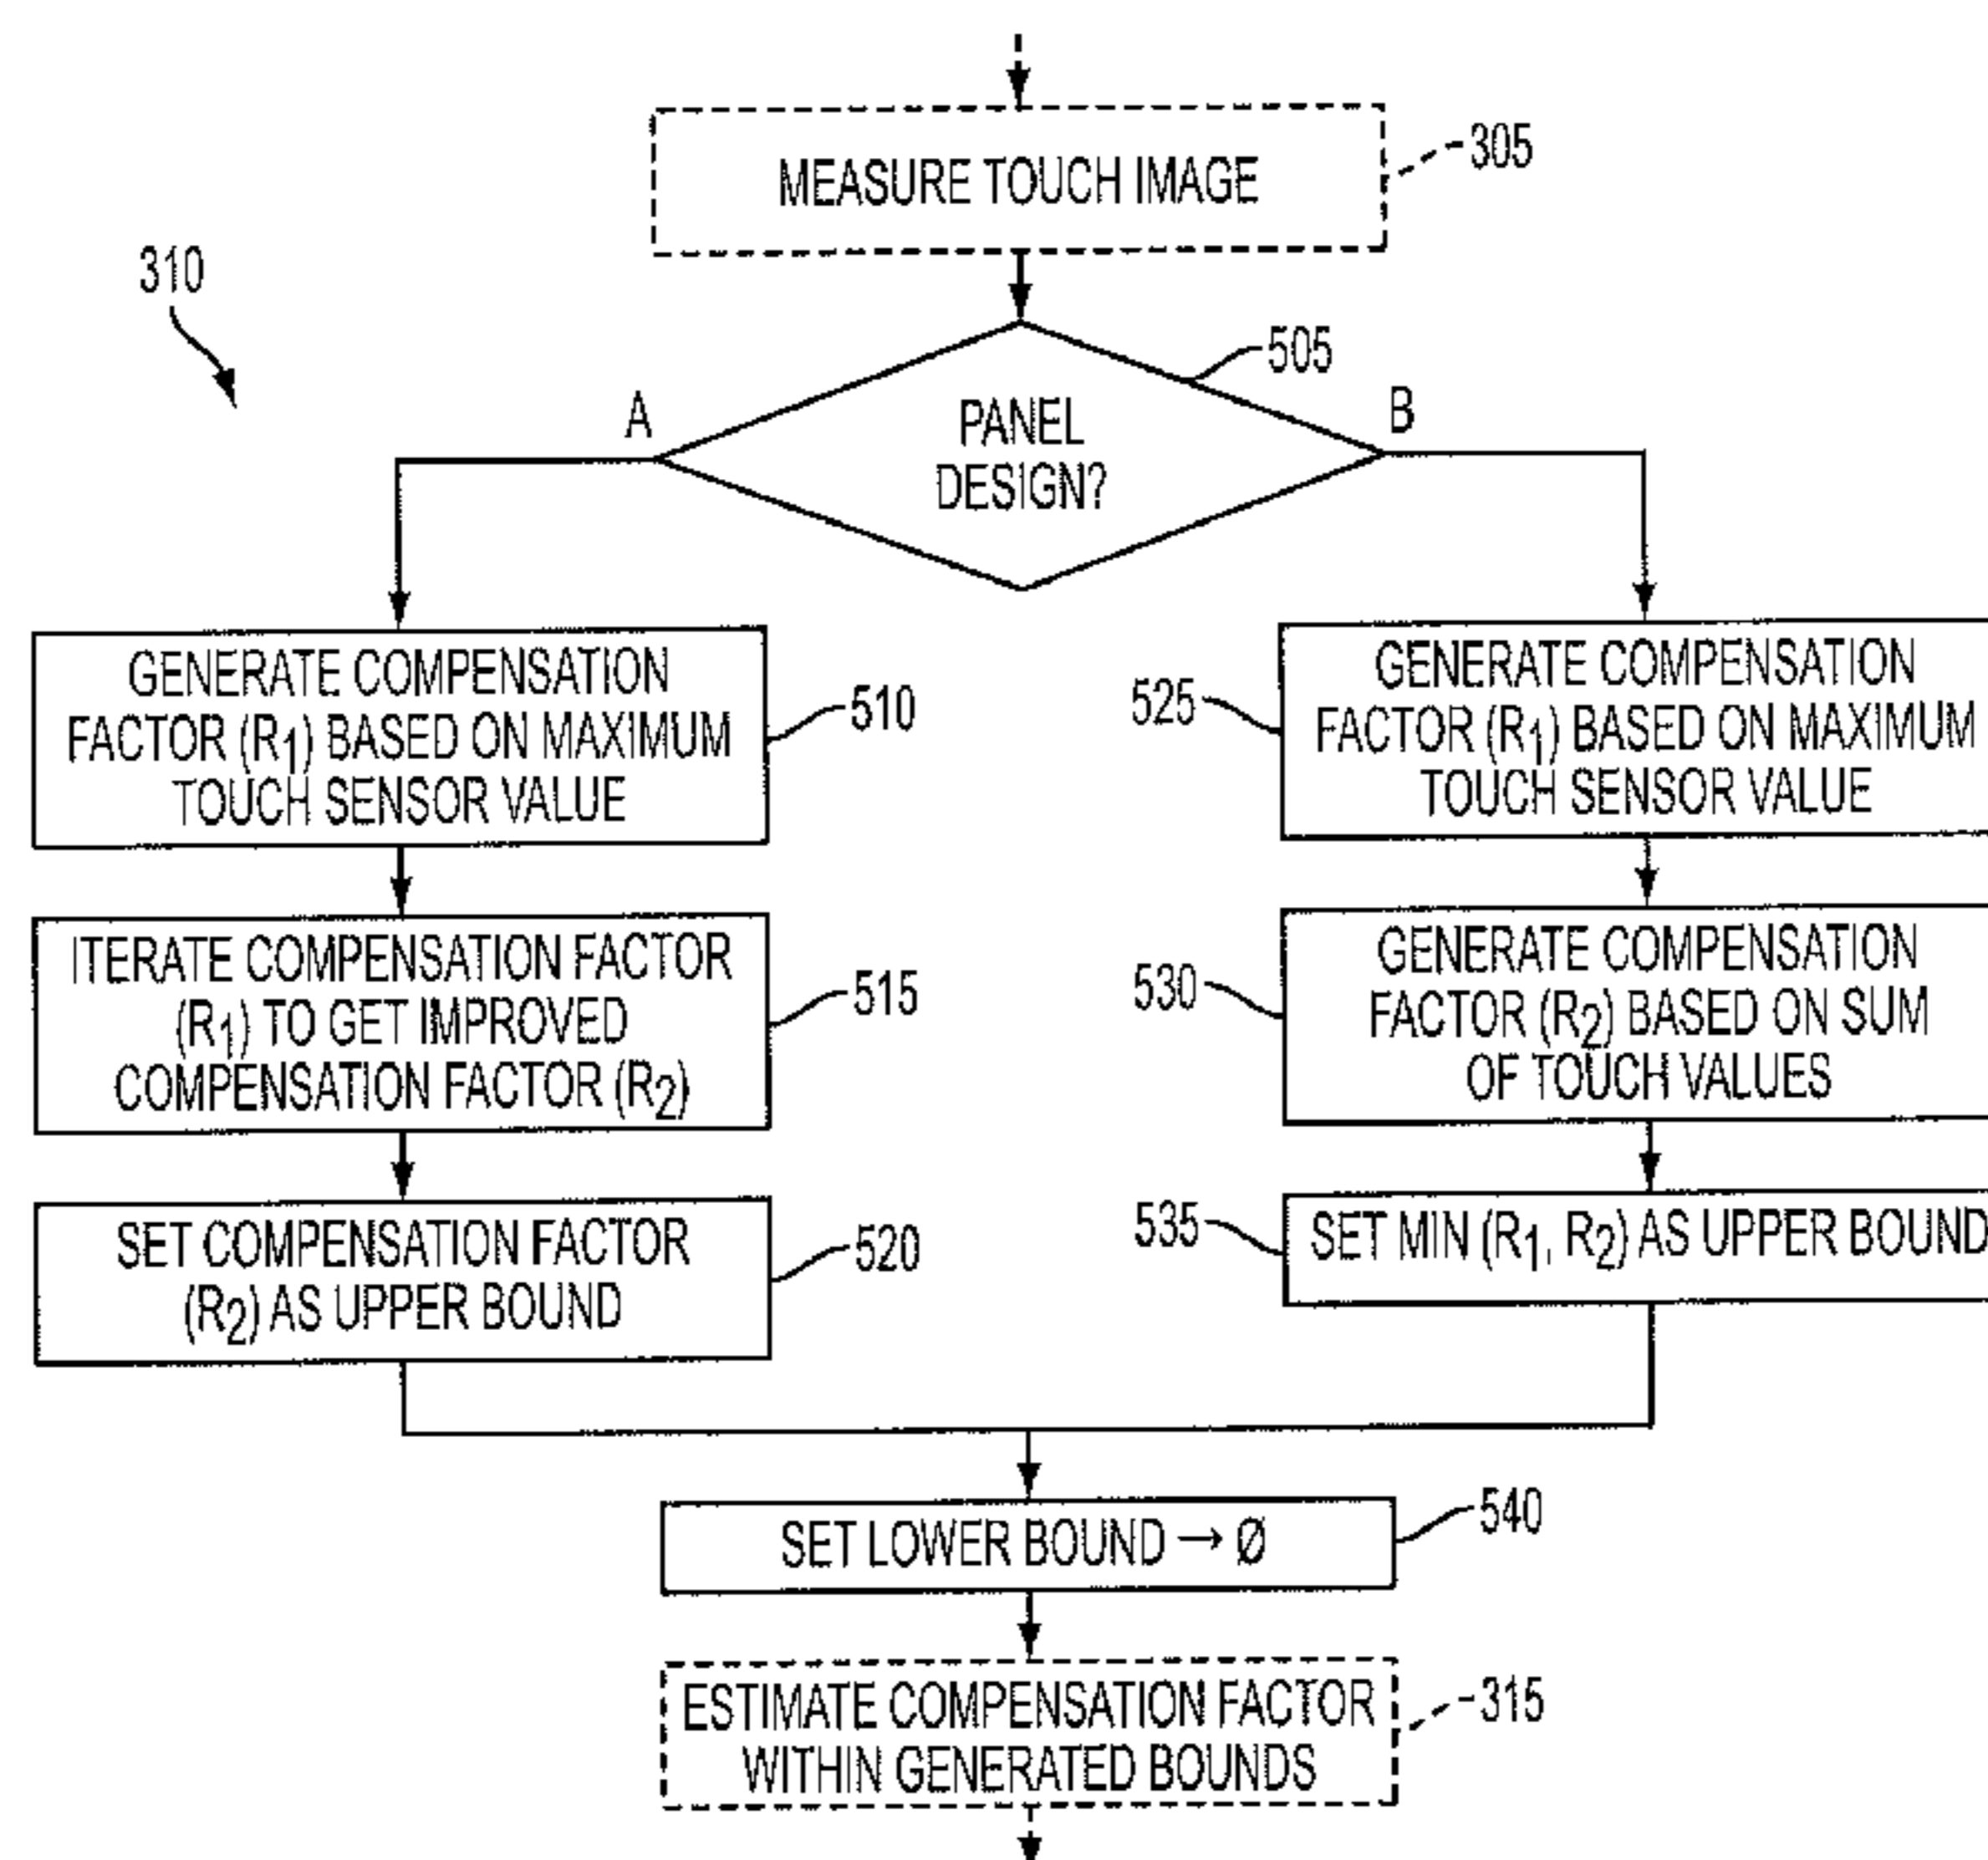 MEASURE TOUCH IMAGE
305
310
505
A
PANEL
DESIGN?
B
GENERATE COMPENSATION
FACTOR (R1) BASED ON MAXIMUM
TOUCH SENSOR VALUE
510
525
GENERATE COMPENSATION
FACTOR (R1) BASED ON MAXIMUM
TOUCH SENSOR VALUE
ITERATE COMPENSATION FACTOR
(R1) TO GET IMPROVED
COMPENSATION FACTOR (R2)
515
530
GENERATE COMPENSATION
FACTOR (R2) BASED ON SUM
OF TOUCH VALUES
SET COMPENSATION FACTOR
(R2) AS UPPER BOUND
520
535
SET MIN (R1, R2) AS UPPER BOUND
SET LOWER BOUND → Ø
540
ESTIMATE COMPENSATION FACTOR
WITHIN GENERATED BOUNDS
315